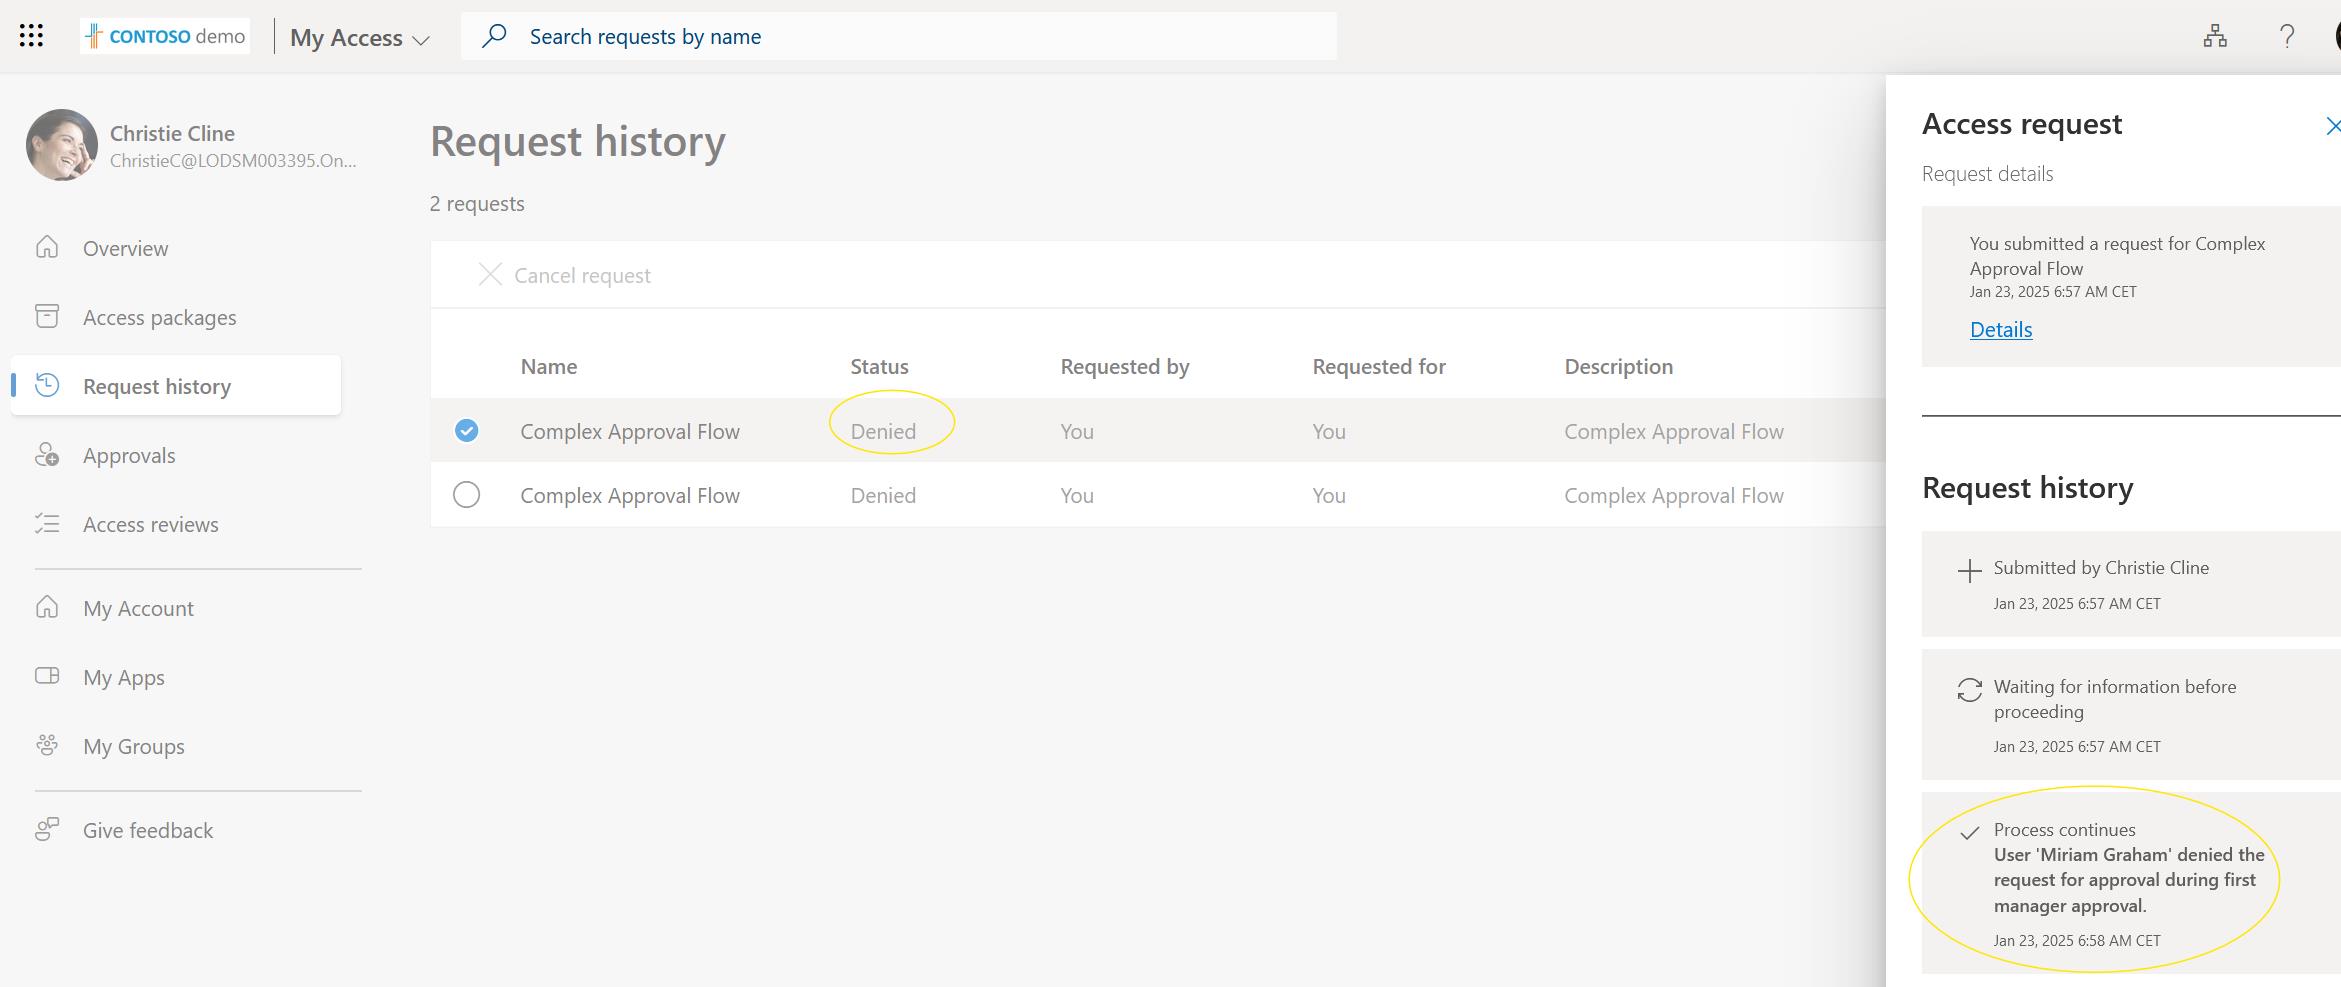 CONTOSO demo
My Access
Search requests by name
Christie Cline
ChristieC@LODSM003395.On...
Overview
Access packages
Request history
Approvals
Access reviews
My Account
My Apps
My Groups
Give feedback
Request history
2 requests
Cancel request
Name Status Requested by Requested for Description
Complex Approval Flow Denied You You Complex Approval Flow
Complex Approval Flow Denied You You Complex Approval Flow
Access request
Request details
You submitted a request for Complex
Approval Flow
Jan 23, 2025 6:57 AM CET
Details
Request history
Submitted by Christie Cline
Jan 23, 2025 6:57 AM CET
Waiting for information before
proceeding
Jan 23, 2025 6:57 AM CET
Process continues
User 'Miriam Graham' denied the
request for approval during first
manager approval.
Jan 23, 2025 6:58 AM CET